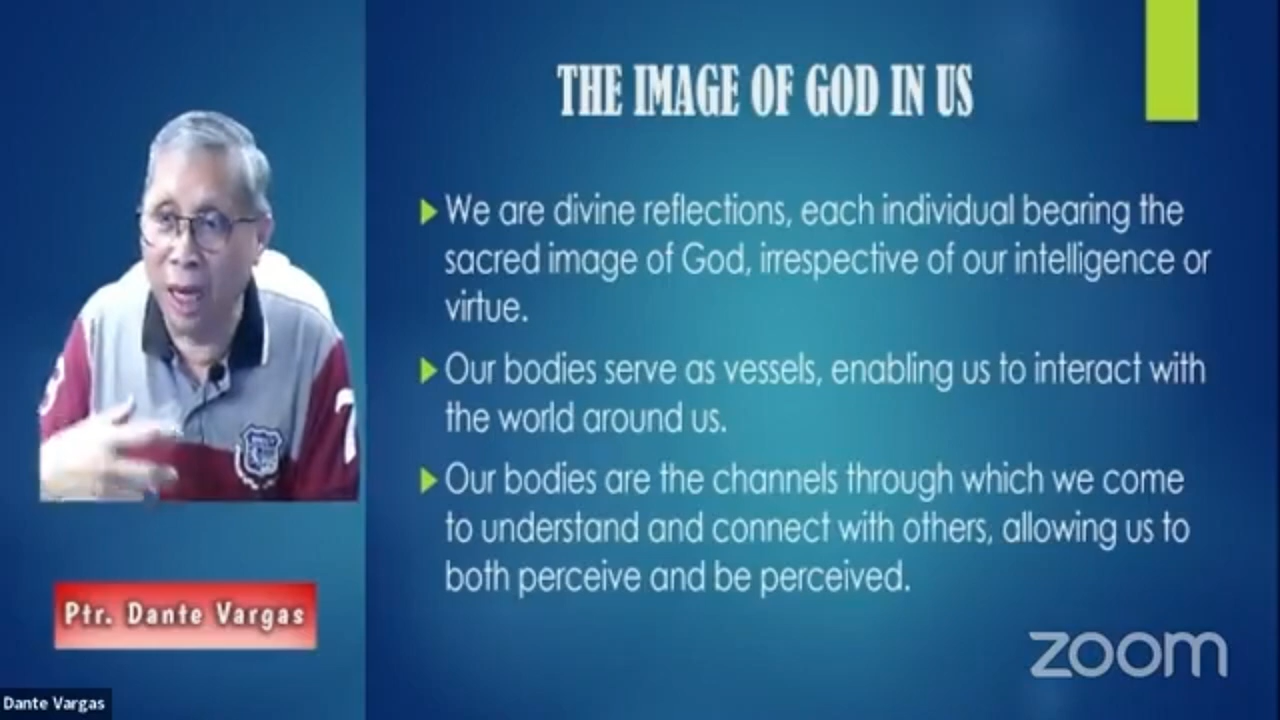 THE IMAGE OF GOD IN US
We are divine reflections, each individual bearing the
sacred image of God, irrespective of our intelligence or
virtue.
Our bodies serve as vessels, enabling us to interact with
the world around us.
Our bodies are the channels through which we come
to understand and connect with others, allowing us to
both perceive and be perceived.
Ptr. Dante Vargas
zoom
Dante Vargas